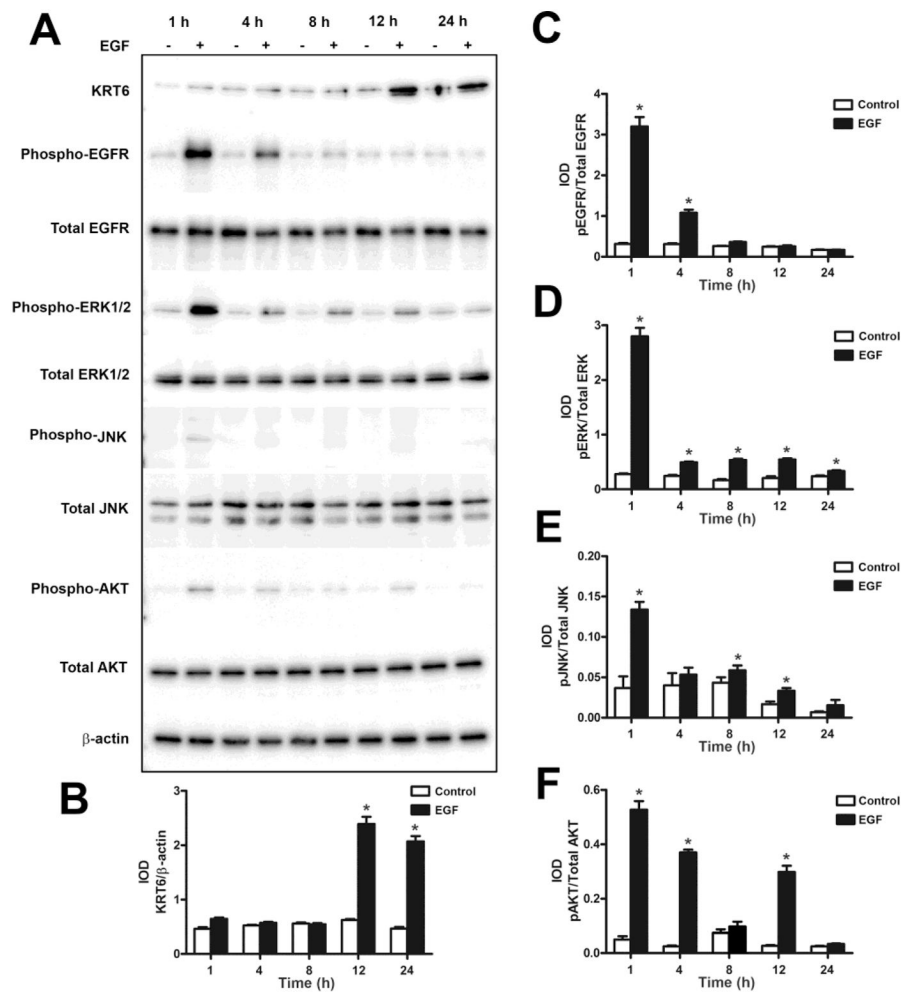 A
1 h 4 h 8 h 12 h 24 h
EGF - + - + - + - + - +
KRT6
Phospho-EGFR
Total EGFR
Phospho-ERK1/2
Total ERK1/2
Phospho-JNK
Total JNK
Phospho-AKT
Total AKT
β-actin
B
3
2
1
0
IOD
KRT6/β-actin
Control
EGF
* *
1 4 8 12 24
Time (h)
C
4
3
2
1
0
IOD
pEGFR/Total EGFR
Control
EGF
* *
1 4 8 12 24
Time (h)
D
3
2
1
0
IOD
pERK/Total ERK
Control
EGF
* * * * *
1 4 8 12 24
Time (h)
E
0.20
0.15
0.10
0.05
0.00
IOD
pJNK/Total JNK
Control
EGF
* * *
1 4 8 12 24
Time (h)
F
0.6
0.4
0.2
0.0
IOD
pAKT/Total AKT
Control
EGF
* * *
1 4 8 12 24
Time (h)